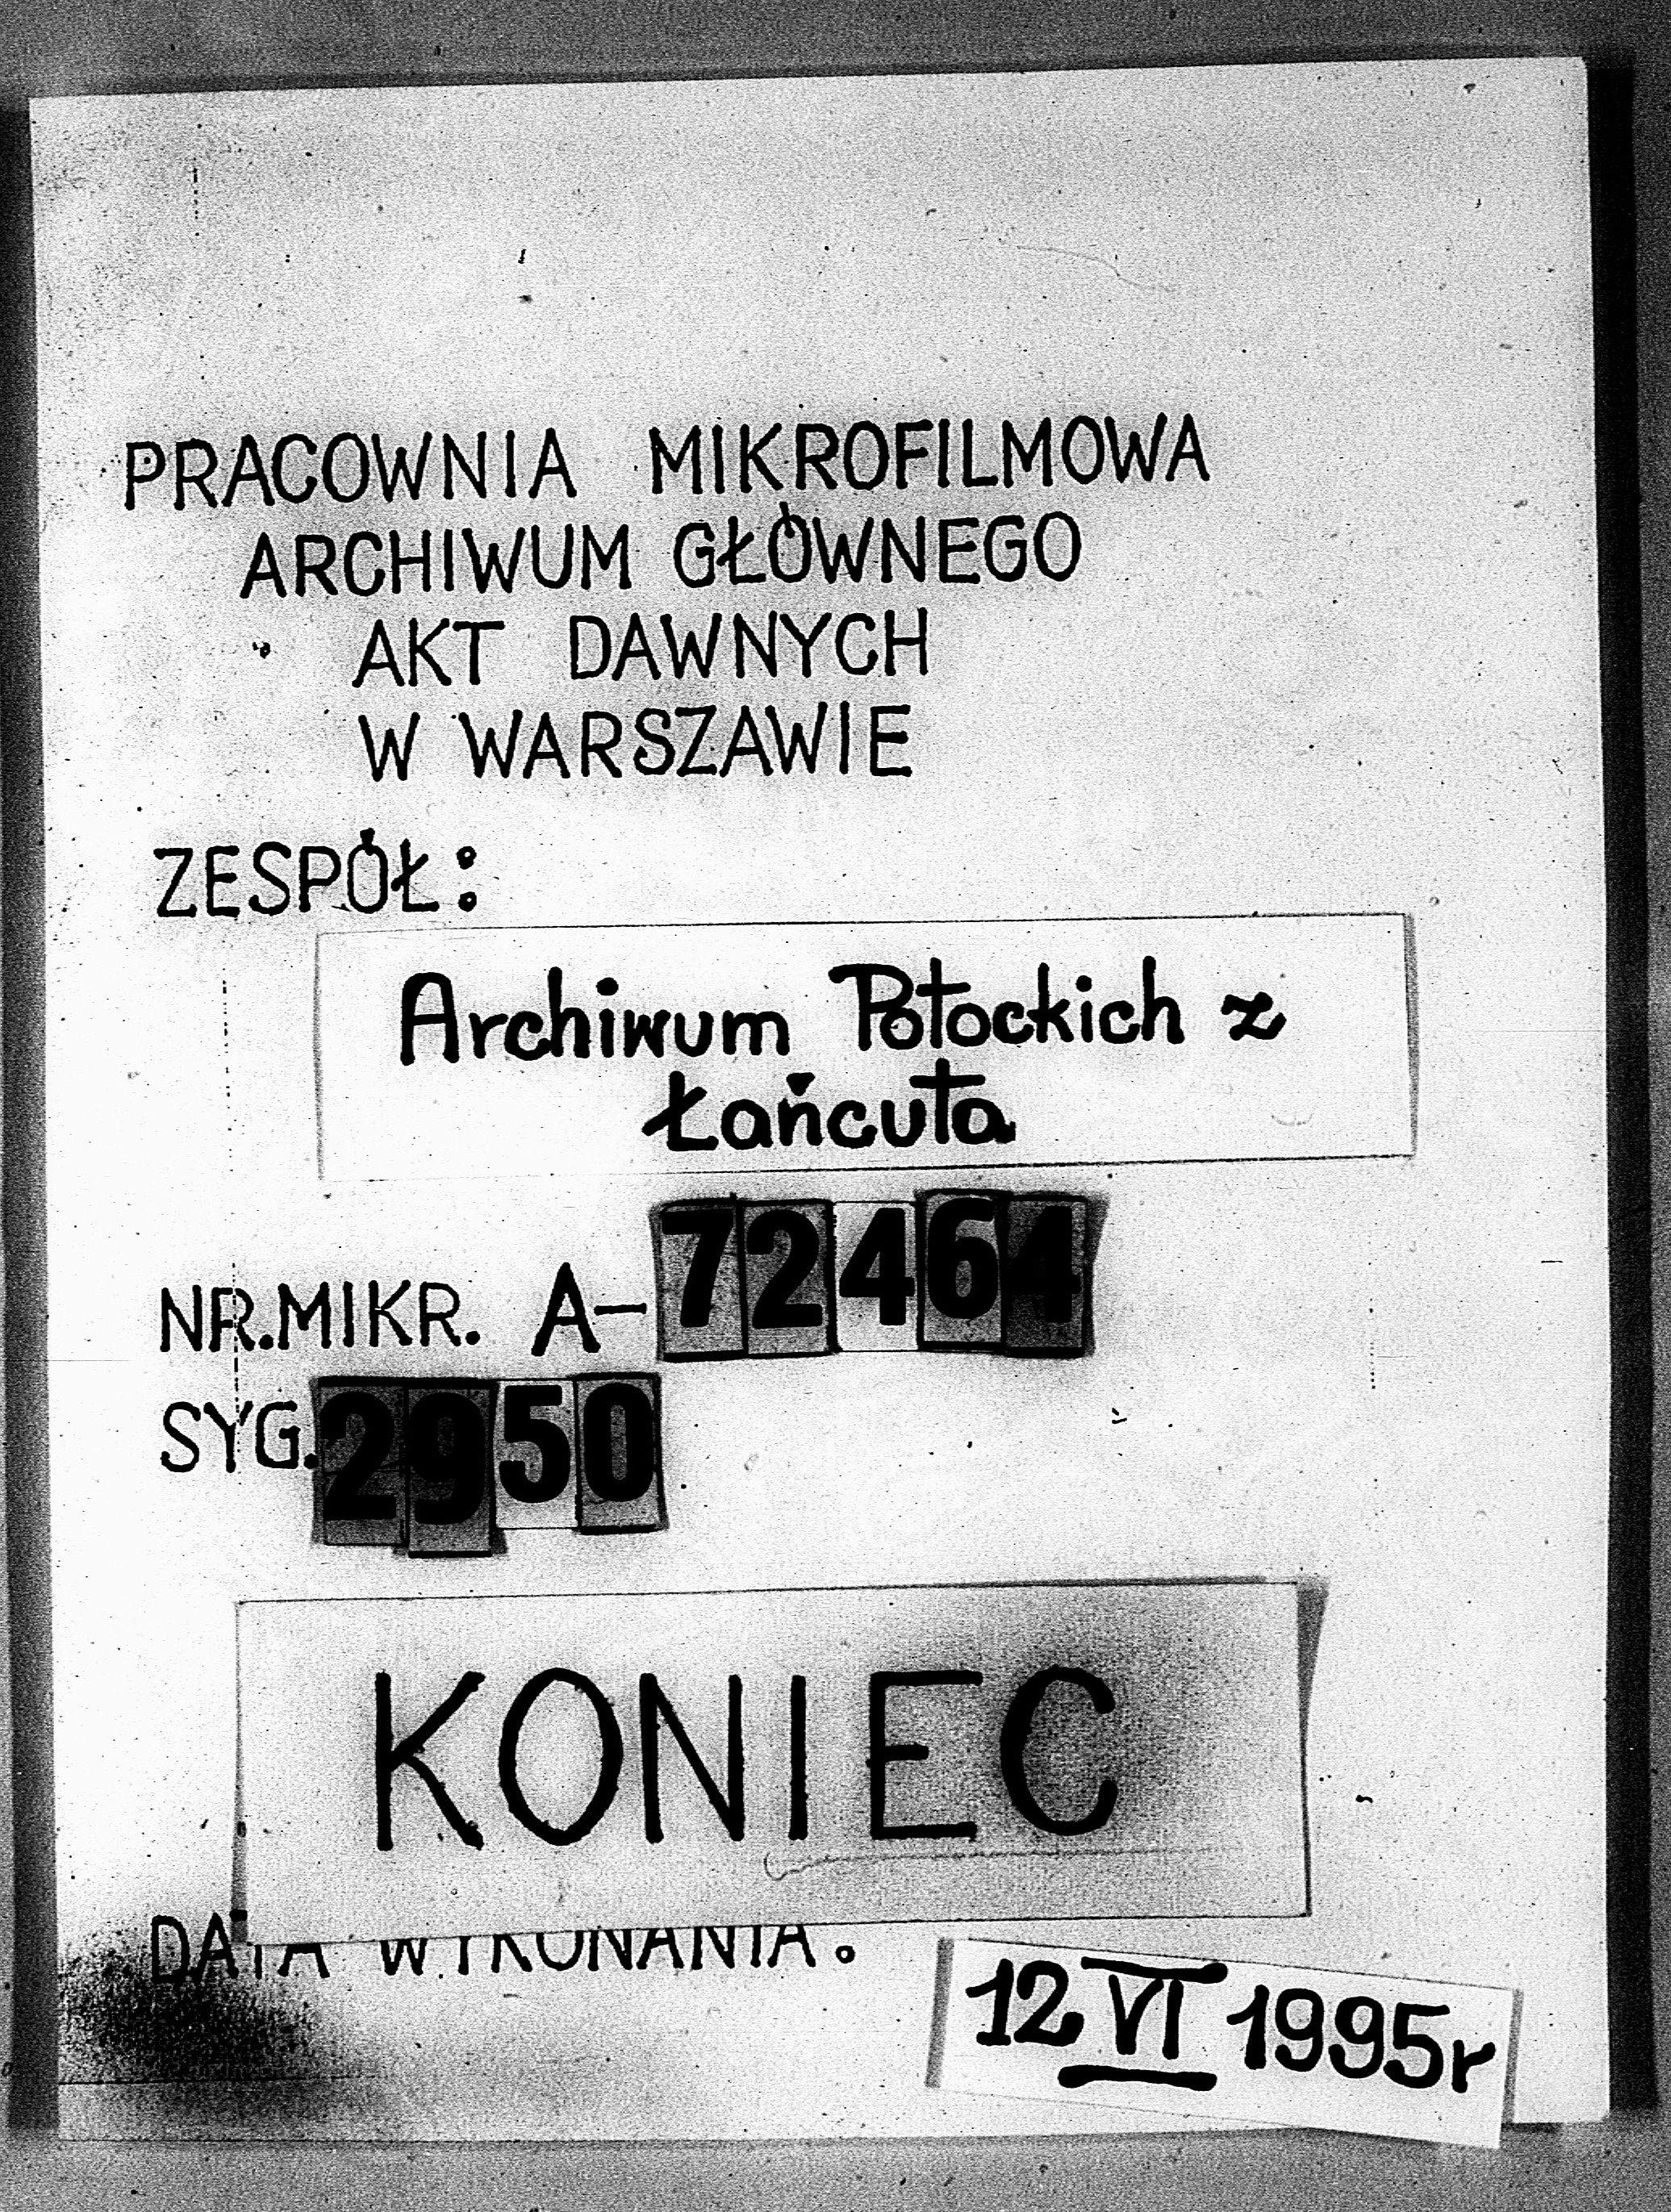 PRACOWNIA MIKROFILMOWA
ARCHIWUM GŁÓWNEGO
AKT DAWNYCH
W WARSZAWIE
ZESPÓŁ:
Archiwum Potockich z
Łańcuta
NR.MIKR. A-72464
SYG. 2950
KONIEC
DATA WYKONANIA:
12 VI 1995r